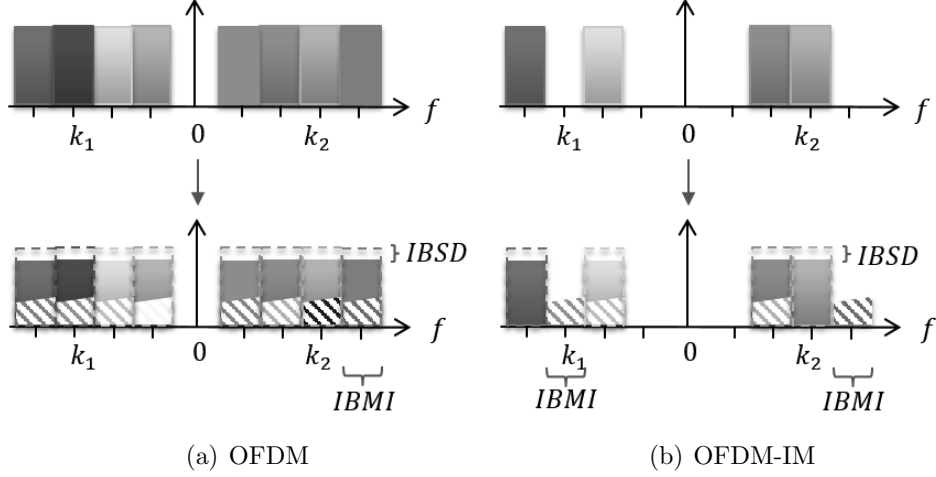 f
k₁ 0 k₂
f
k₁ 0 k₂
IBSD
f
k₁ 0 k₂
IBMI
IBSD
f
k₁ 0 k₂
IBMI IBMI
(a) OFDM
(b) OFDM-IM